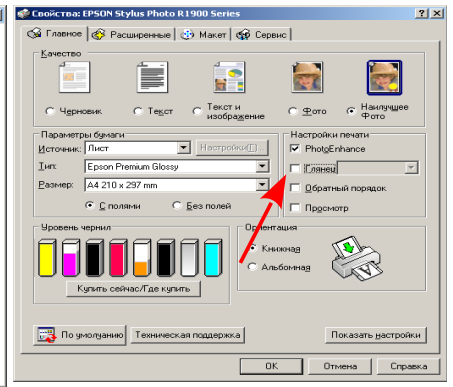 Свойства: EPSON Stylus Photo R1900 Series
Главное Расширенные Макет Сервис
Качество
Черновик Текст Текст и изображение Фото Наилучшее Фото
Параметры бумаги
Источник: Лист Настройки[]...
Тип: Epson Premium Glossy
Размер: A4 210 x 297 mm
С полями Без полей
Настройки печати
PhotoEnhance
Глянец
Обратный порядок
Просмотр
Уровень чернил
Купить сейчас/Где купить
Ориентация
Книжная
Альбомная
По умолчанию Техническая поддержка Показать настройки
OK Отмена Справка